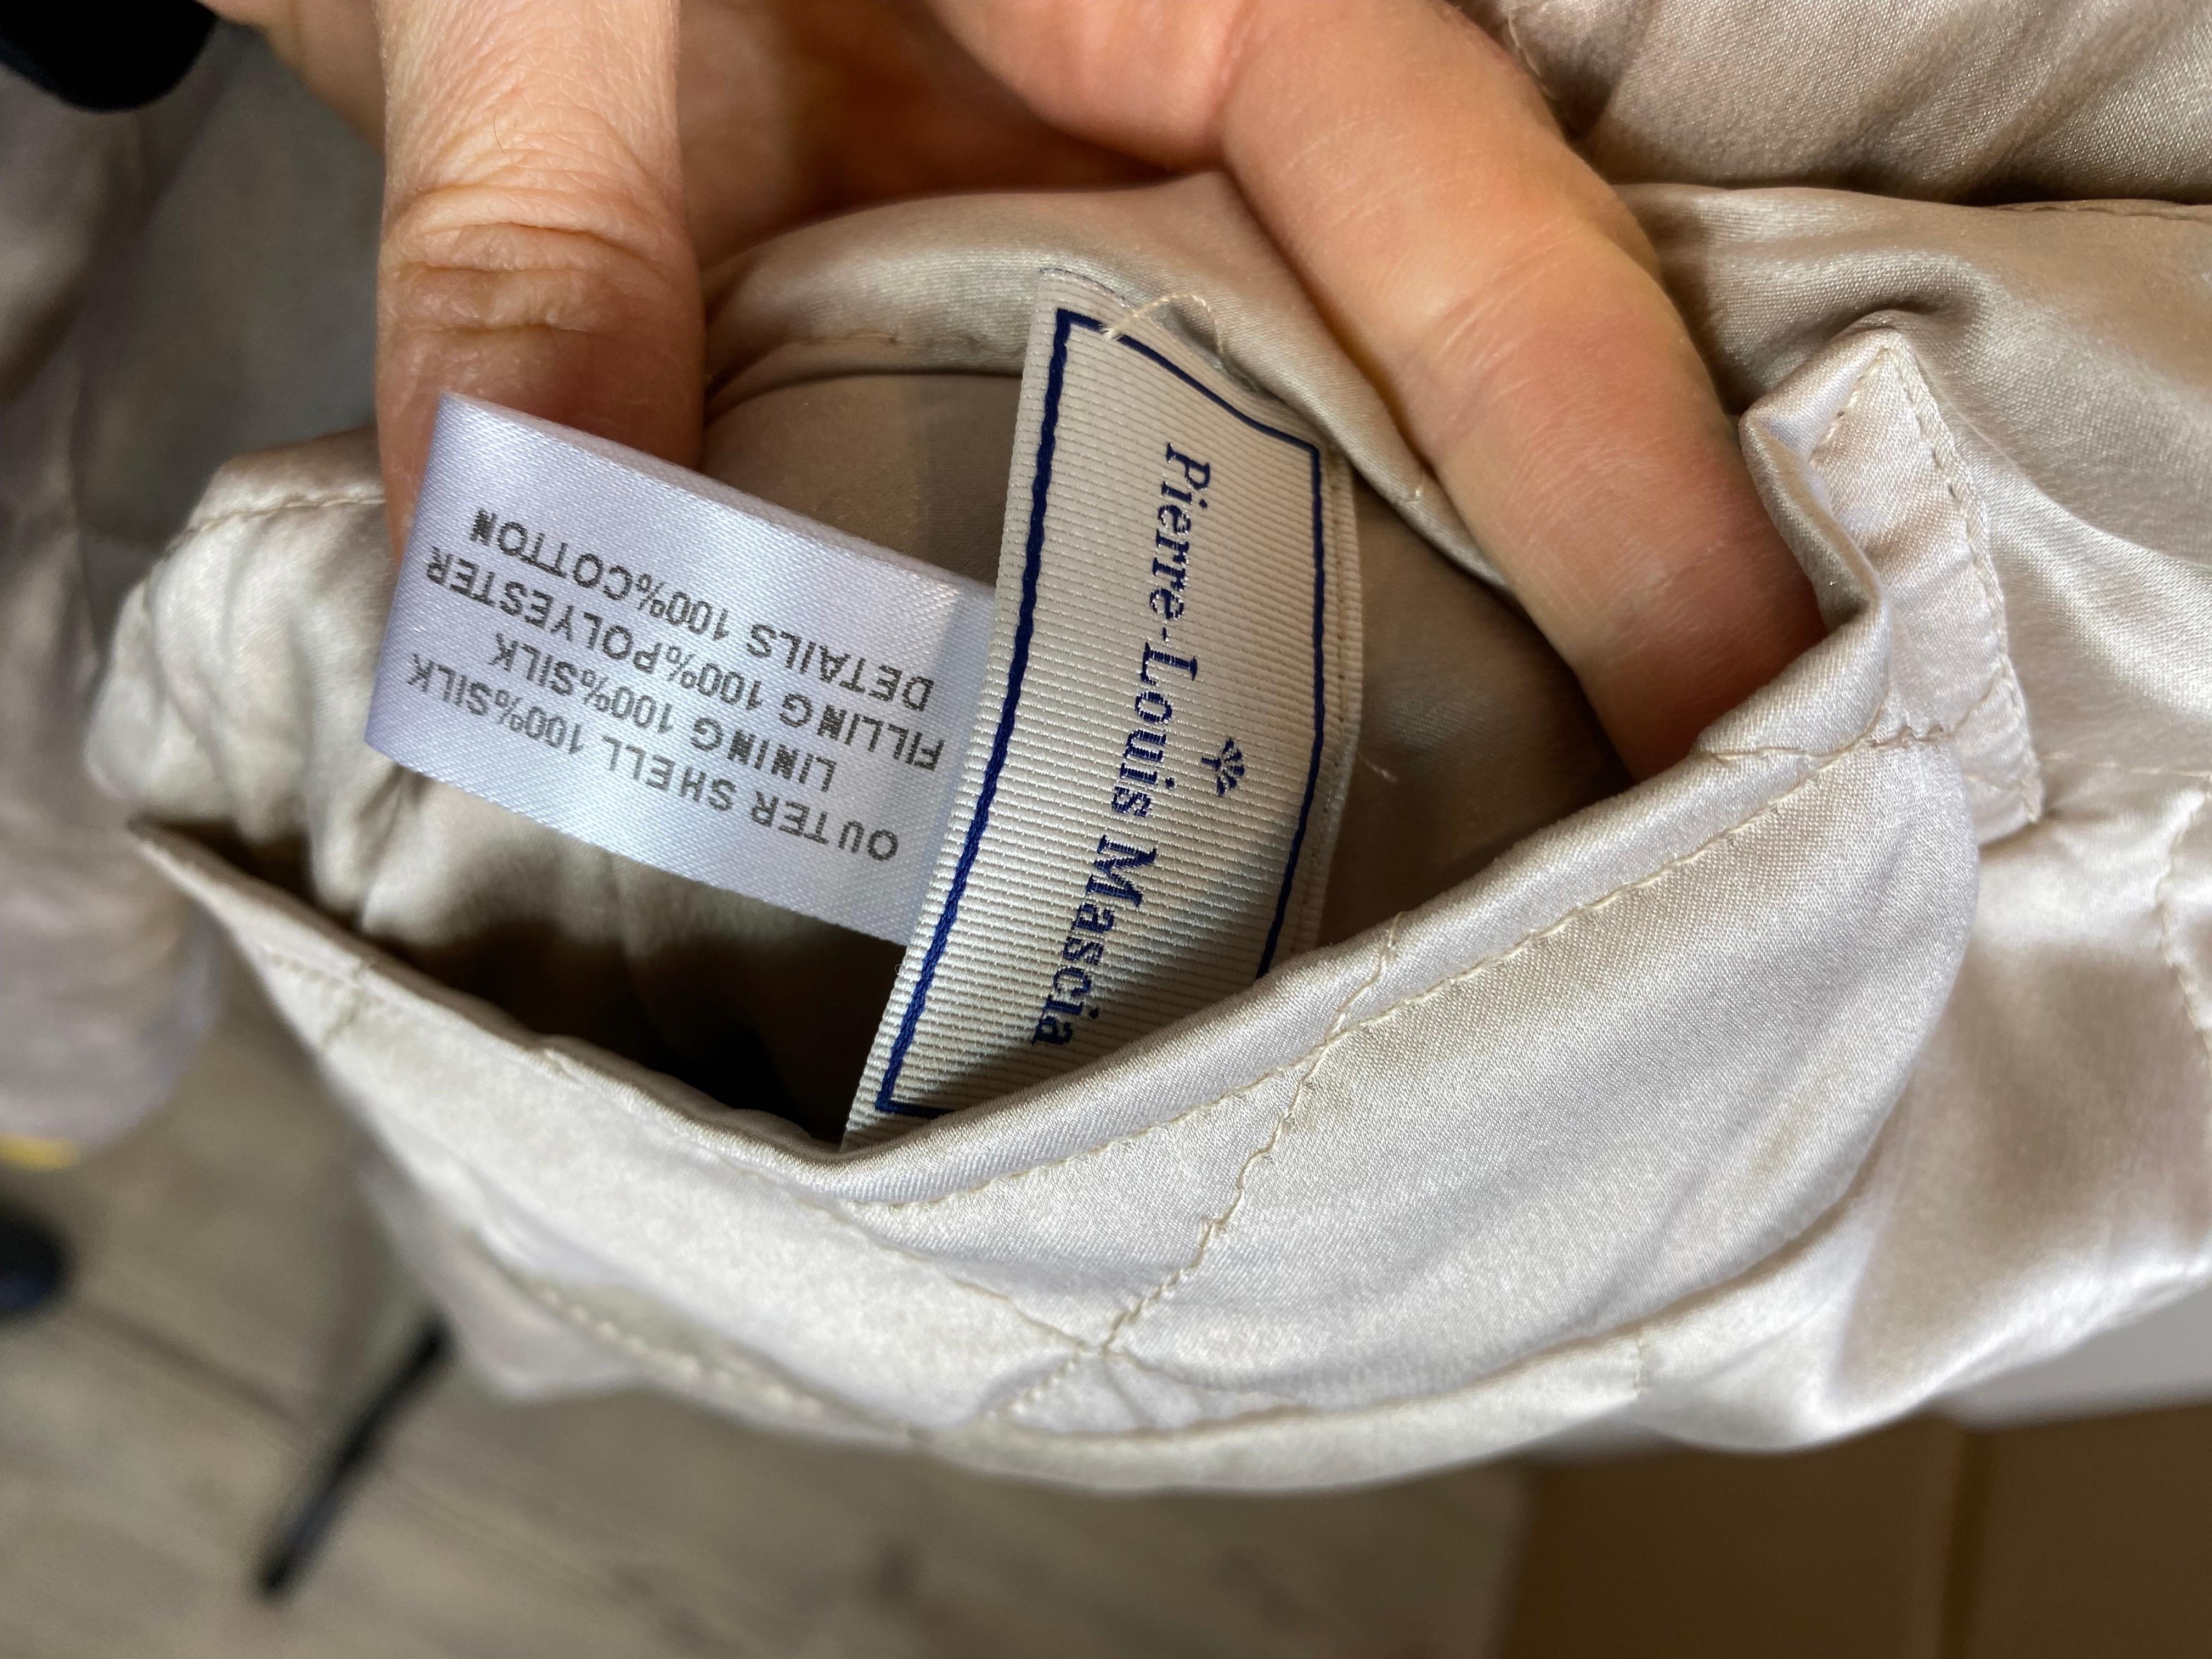 Pierre-Louis Mascia
OUTER SHELL 100%SILK
LINING 100%SILK
FILLING 100%POLYESTER
DETAILS 100%COTTON